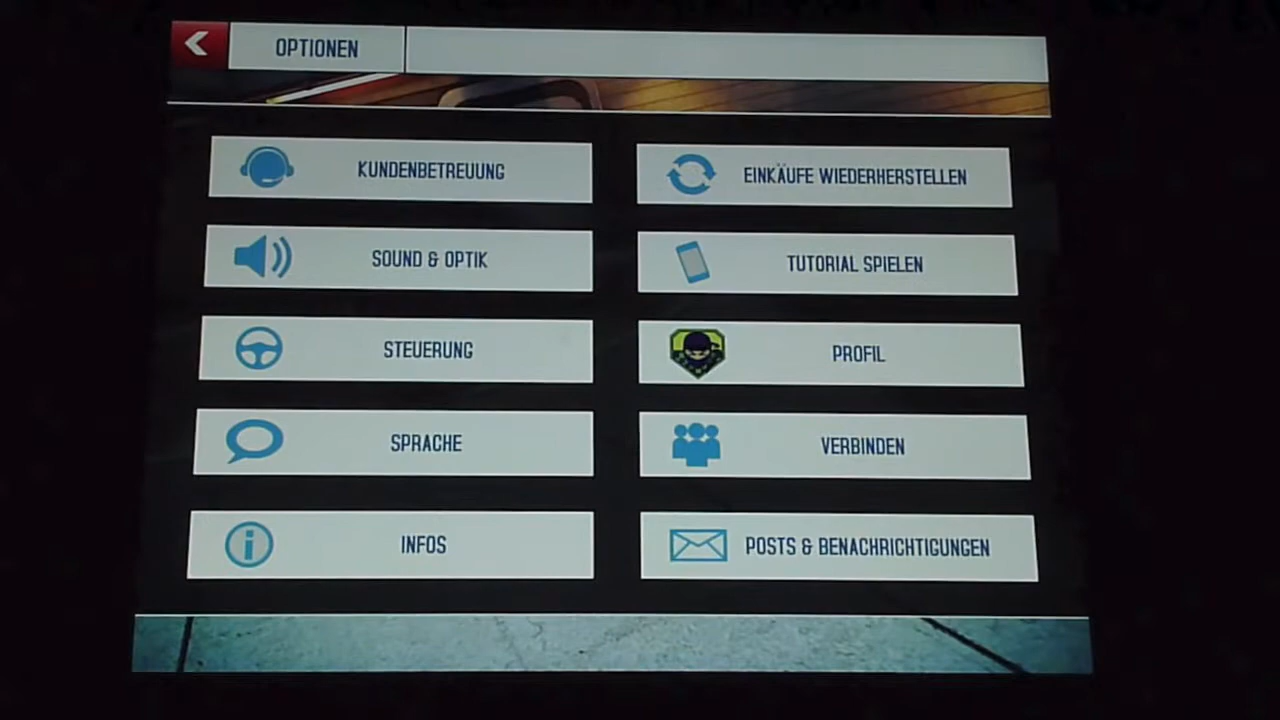 OPTIONEN
KUNDENBETREUUNG
EINKÄUFE WIEDERHERSTELLEN
SOUND & OPTIK
TUTORIAL SPIELEN
STEUERUNG
PROFIL
SPRACHE
VERBINDEN
INFOS
POSTS & BENACHRICHTIGUNGEN